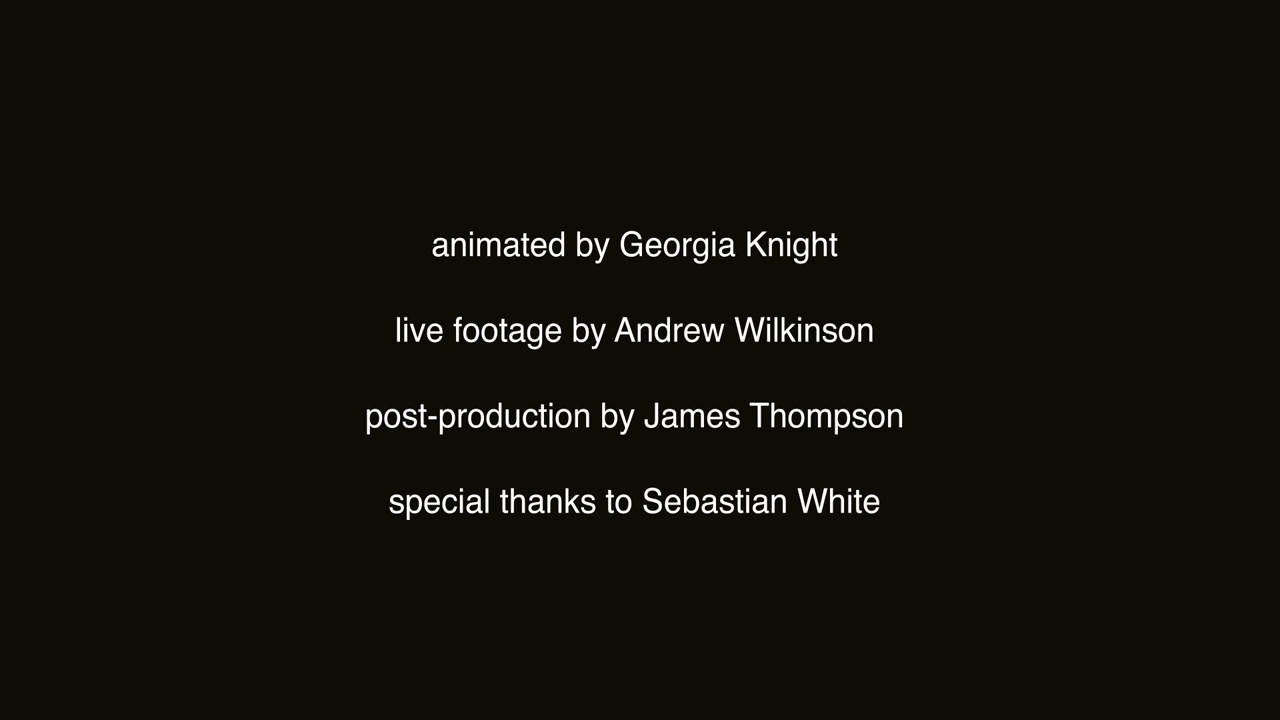 animated by Georgia Knight
live footage by Andrew Wilkinson
post-production by James Thompson
special thanks to Sebastian White